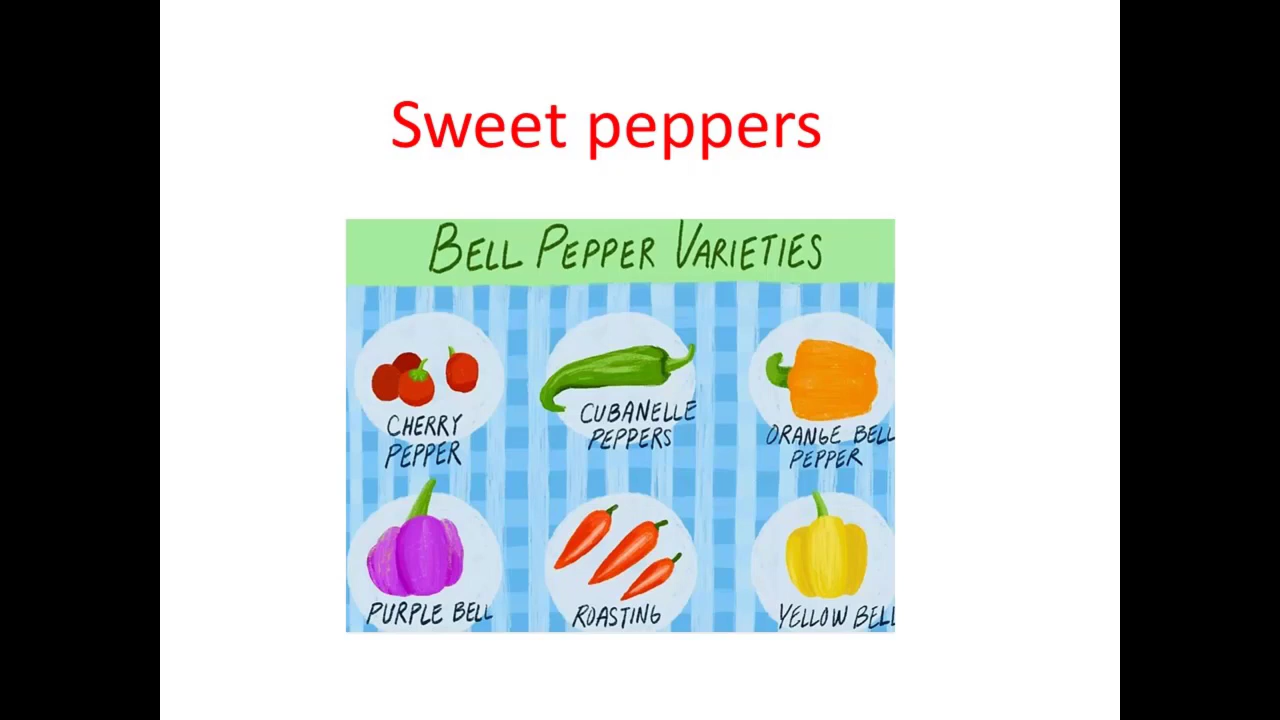 Sweet peppers
BELL PEPPER VARIETIES
CHERRY
PEPPER
CUBANELLE
PEPPERS
ORANGE BELL
PEPPER
PURPLE BELL
ROASTING
YELLOW BELL